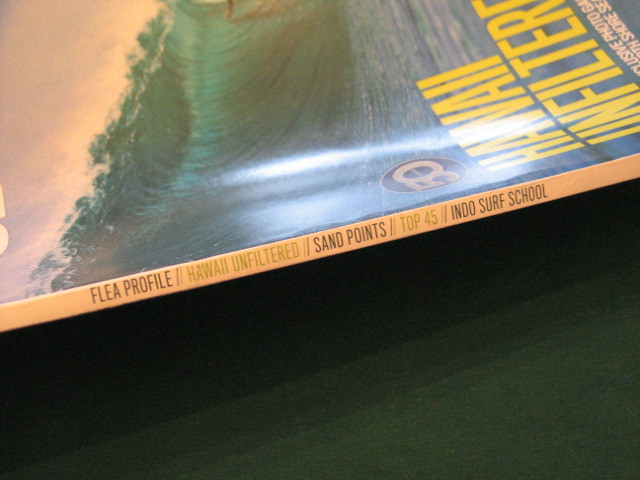 HAWAII
UNFILTERED
FLEA PROFILE // HAWAII UNFILTERED // SAND POINTS // TOP 45 // INDO SURF SCHOOL